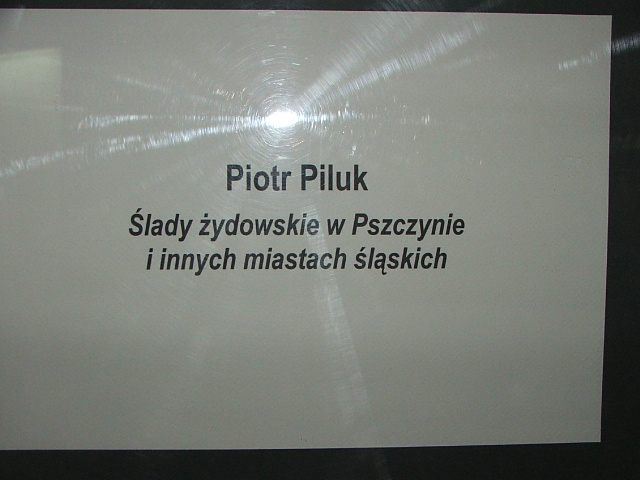 Piotr Piluk
Ślady żydowskie w Pszczynie
i innych miastach śląskich